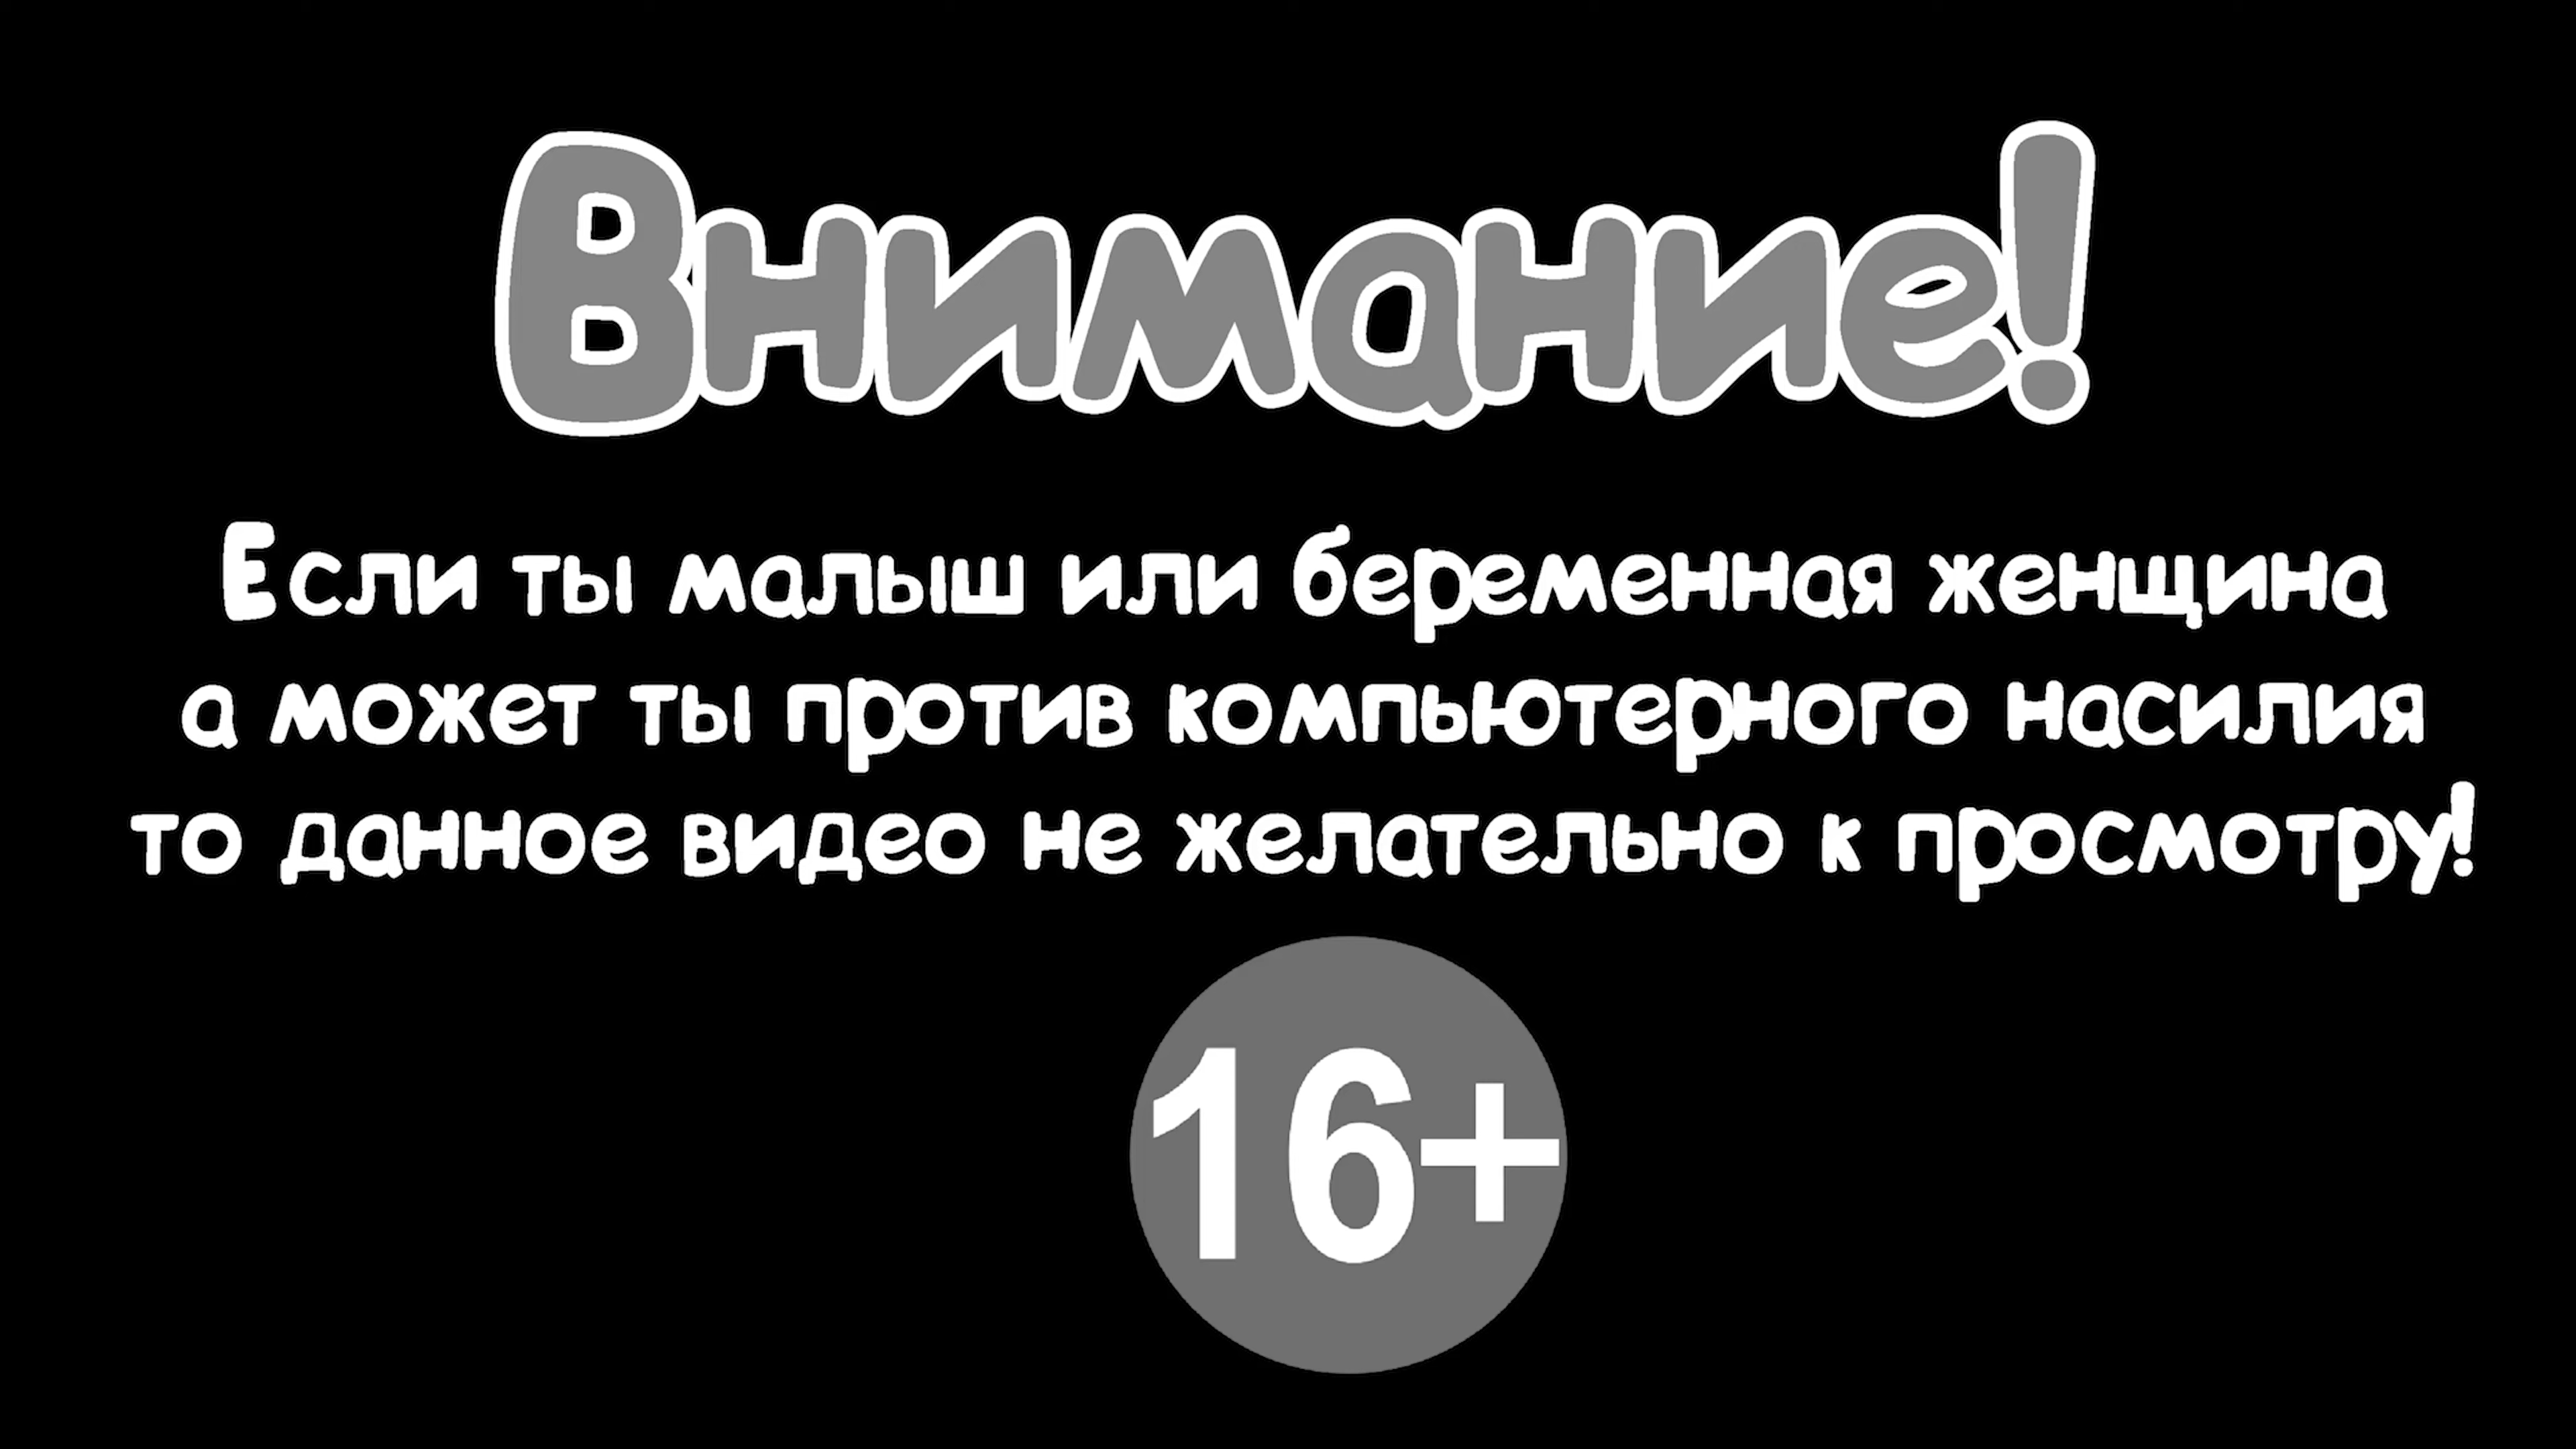 Внимание!
Если ты малыш или беременная женщина
а может ты против компьютерного насилия
то данное видео не желательно к просмотру!
16+